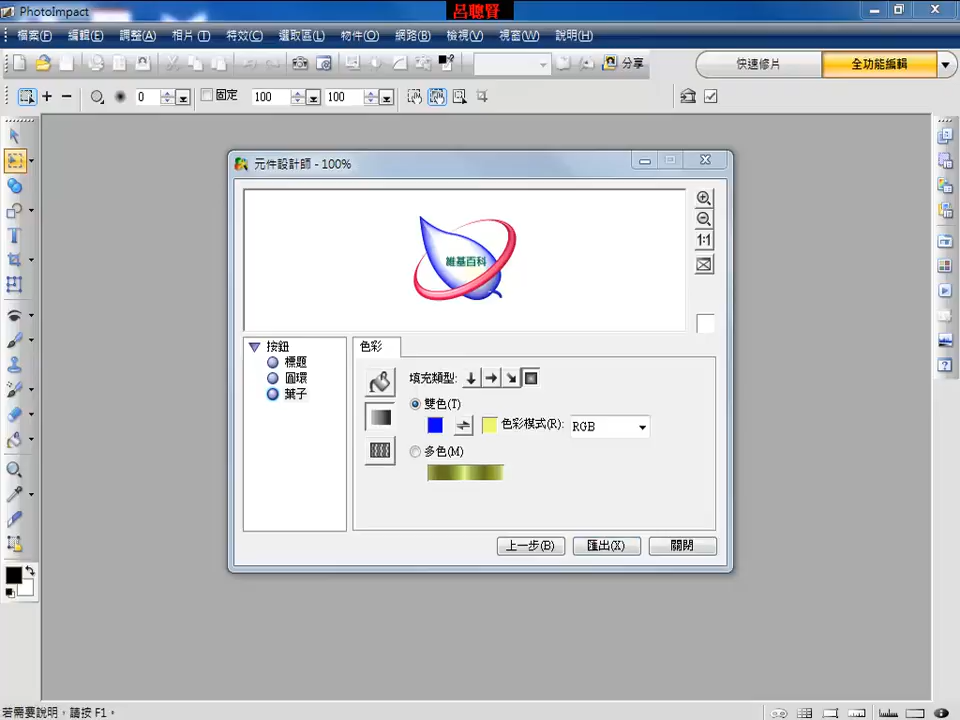 PhotoImpact
呂聰賢
檔案(F) 編輯(E) 調整(A) 相片(I) 特效(C) 選取區(L) 物件(O) 網路(B) 檢視(V) 視窗(W) 說明(H)
分享 快速修片 全功能編輯
0 固定 100 100
元件設計師 - 100%
維基百科
1:1
按鈕
標題
圓環
葉子
色彩
填充類型:
雙色(T)
色彩模式(R): RGB
多色(M)
上一步(B) 匯出(X) 關閉
若需要說明，請按 F1。